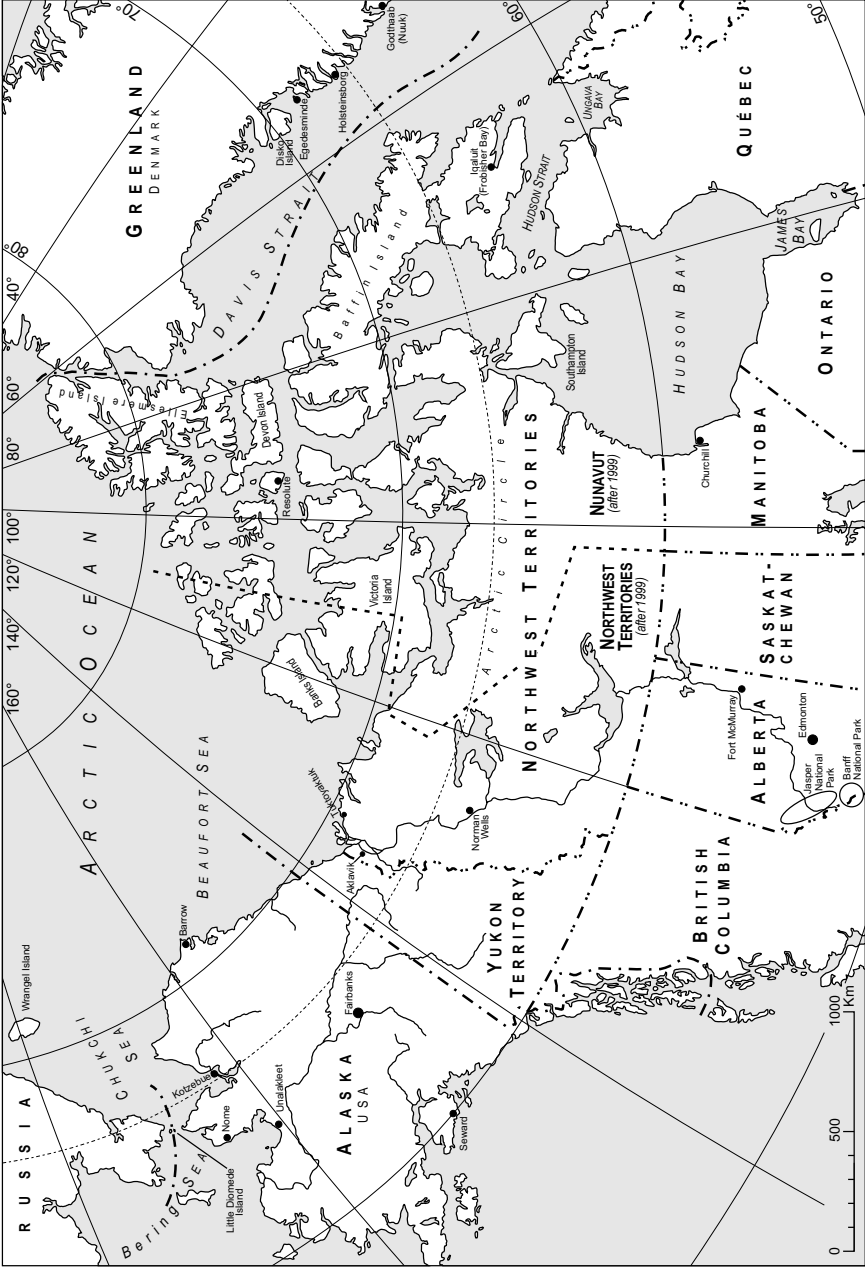 RUSSIA
Wrangel Island
CHUKCHI
SEA
Bering Sea
Little Diomede
Island
Kotzebue
Nome
Unalakleet
Barrow
ALASKA
USA
Fairbanks
Seward
ARCTIC OCEAN
BEAUFORT SEA
160°
140°
120°
100°
80°
60°
40°
80°
70°
60°
50°
Tuktoyaktuk
Aklavik
Norman
Wells
YUKON
TERRITORY
BRITISH
COLUMBIA
Banks Island
Victoria
Island
Resolute
Devon Island
Ellesmere Island
GREENLAND
DENMARK
Disko
Island
Egedesminde
Holsteinsborg
Godthaab
(Nuuk)
DAVIS STRAIT
Baffin Island
Iqaluit
(Frobisher Bay)
HUDSON STRAIT
UNGAVA
BAY
QUÉBEC
Arctic Circle
NORTHWEST TERRITORIES
NUNAVUT
(after 1999)
NORTHWEST
TERRITORIES
(after 1999)
Southampton
Island
HUDSON BAY
JAMES
BAY
ONTARIO
Churchill
MANITOBA
SASKAT-
CHEWAN
ALBERTA
Fort McMurray
Edmonton
Jasper
National
Park
Banff
National Park
0
500
1000
Km